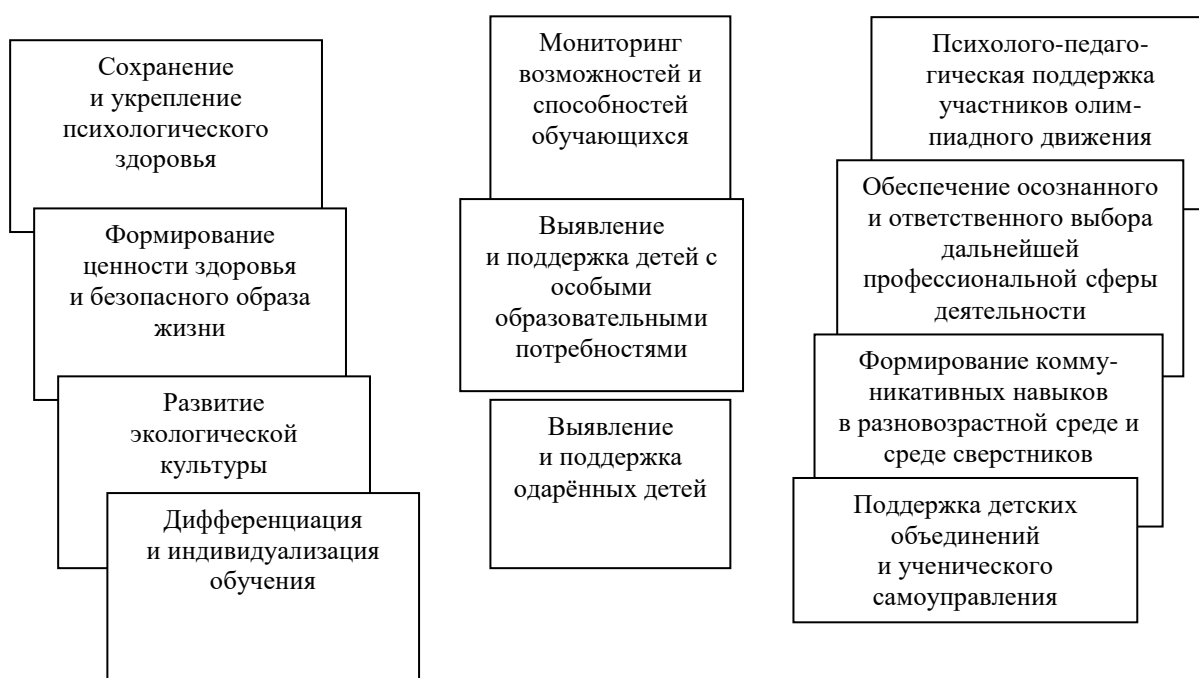 Сохранение
и укрепление
психологического
здоровья
Формирование
ценности здоровья
и безопасного образа
жизни
Развитие
экологической
культуры
Дифференциация
и индивидуализация
обучения
Мониторинг
возможностей и
способностей
обучающихся
Выявление
и поддержка детей с
особыми
образовательными
потребностями
Выявление
и поддержка
одарённых детей
Психолого-педаго-
гическая поддержка
участников олим-
пиадного движения
Обеспечение осознанного
и ответственного выбора
дальнейшей
профессиональной сферы
деятельности
Формирование комму-
никативных навыков
в разновозрастной среде и
среде сверстников
Поддержка детских
объединений
и ученического
самоуправления